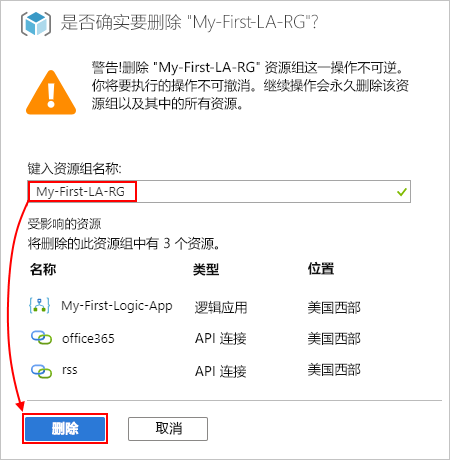 是否确实要删除 "My-First-LA-RG"?
警告!删除 "My-First-LA-RG" 资源组这一操作不可逆。
你将要执行的操作不可撤消。继续操作会永久删除该资
源组以及其中的所有资源。
键入资源组名称:
My-First-LA-RG
受影响的资源
将删除的此资源组中有 3 个资源。
名称 类型 位置
My-First-Logic-App 逻辑应用 美国西部
office365 API 连接 美国西部
rss API 连接 美国西部
删除 取消